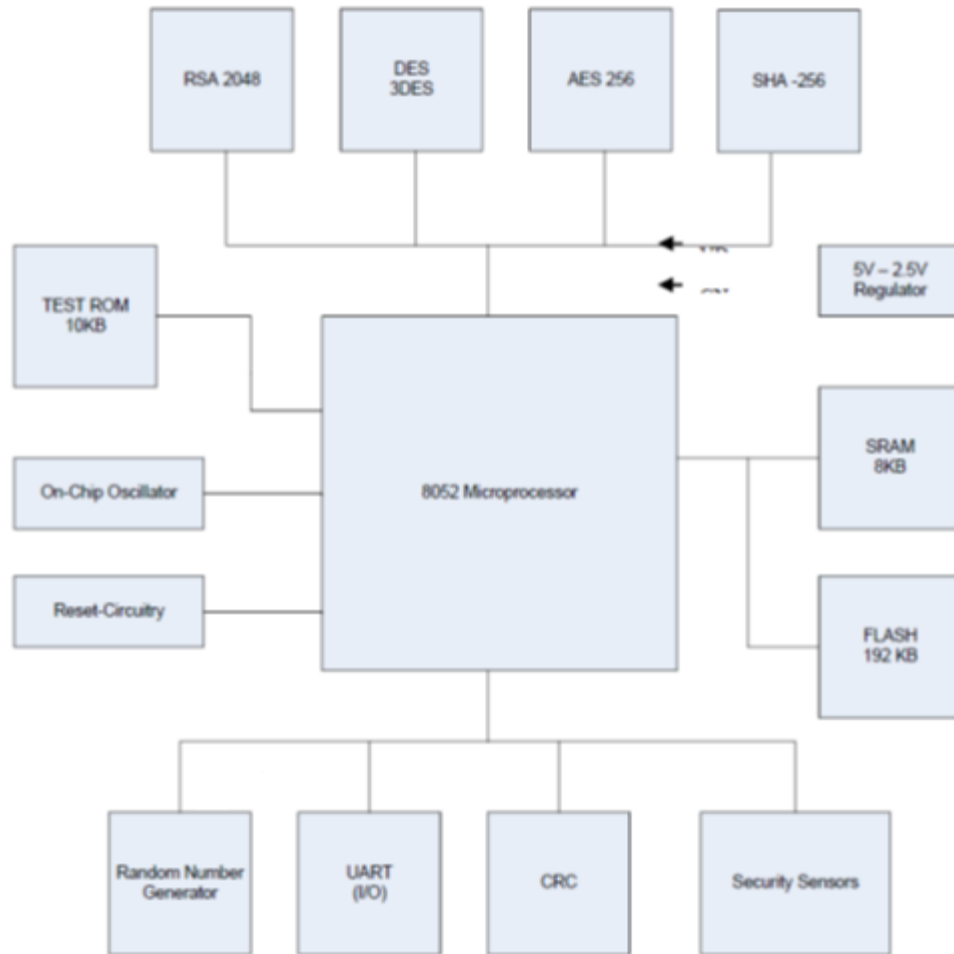 RSA 2048
DES
3DES
AES 256
SHA -256
TEST ROM
10KB
5V – 2.5V
Regulator
SRAM
8KB
On-Chip Oscillator
8052 Microprocessor
Reset-Circuitry
FLASH
192 KB
Random Number
Generator
UART
(I/O)
CRC
Security Sensors